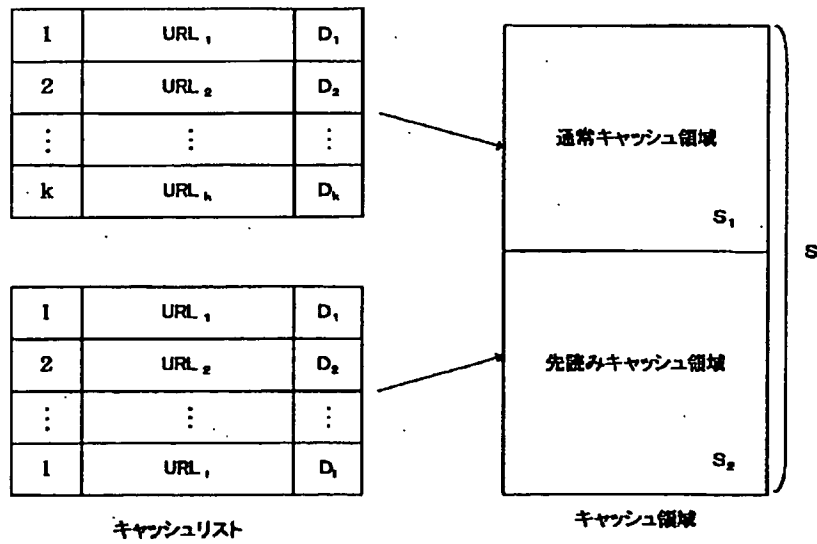 1 URL₁ D₁
2 URL₂ D₂
⋮ ⋮ ⋮
k URLₖ Dₖ
1 URL₁ D₁
2 URL₂ D₂
⋮ ⋮ ⋮
l URLₗ Dₗ
キャッシュリスト
通常キャッシュ領域
S₁
先読みキャッシュ領域
S₂
S
キャッシュ領域